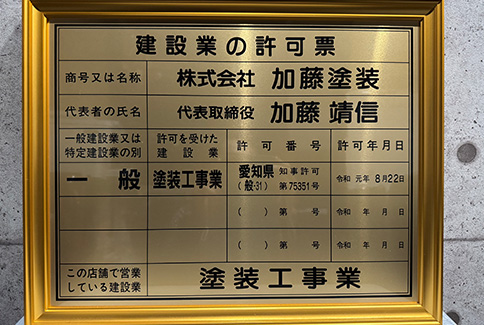 建設業の許可票
商号又は名称 株式会社 加藤塗装
代表者の氏名 代表取締役 加藤 靖信
一般建設業又は特定建設業の別 許可を受けた建設業 許可番号 許可年月日
一般 塗装工事業 愛知県 知事許可 (般-31) 第75351号 令和 元年 8月22日
( ) 第 号 令和 年 月 日
( ) 第 号 令和 年 月 日
この店舗で営業している建設業 塗装工事業